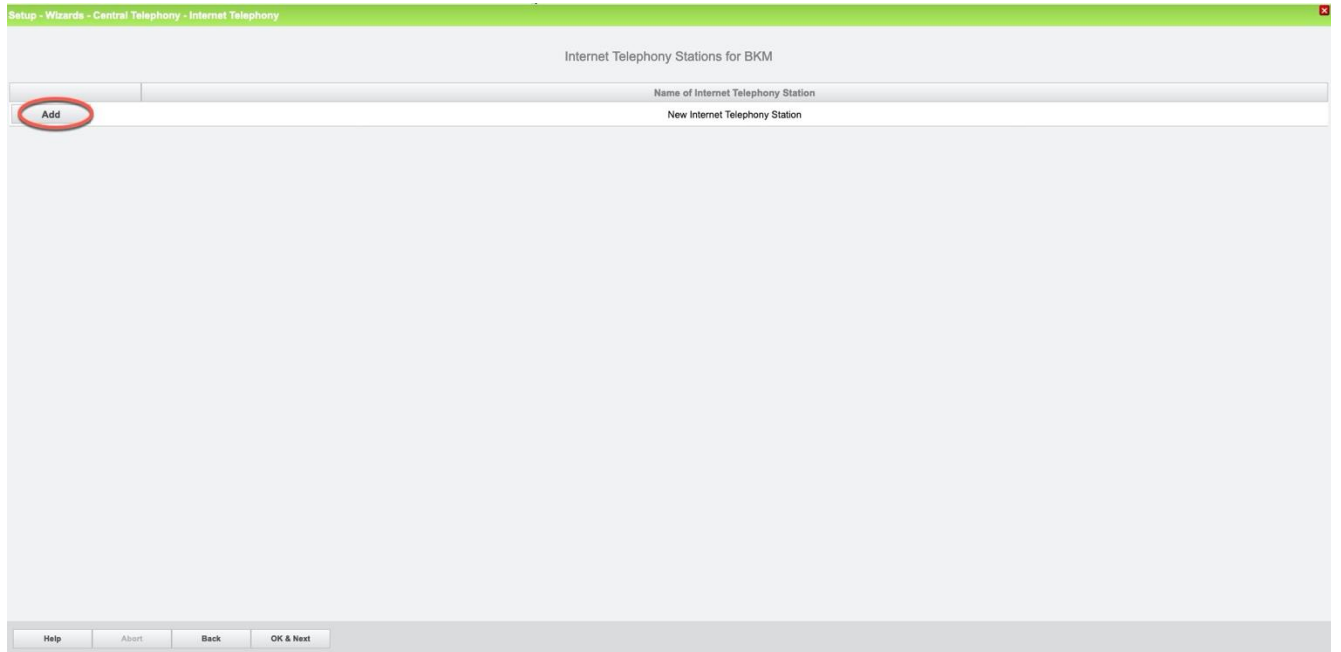 Setup - Wizards - Central Telephony - Internet Telephony
Internet Telephony Stations for BKM
Name of Internet Telephony Station
Add New Internet Telephony Station
Help Abort Back OK & Next